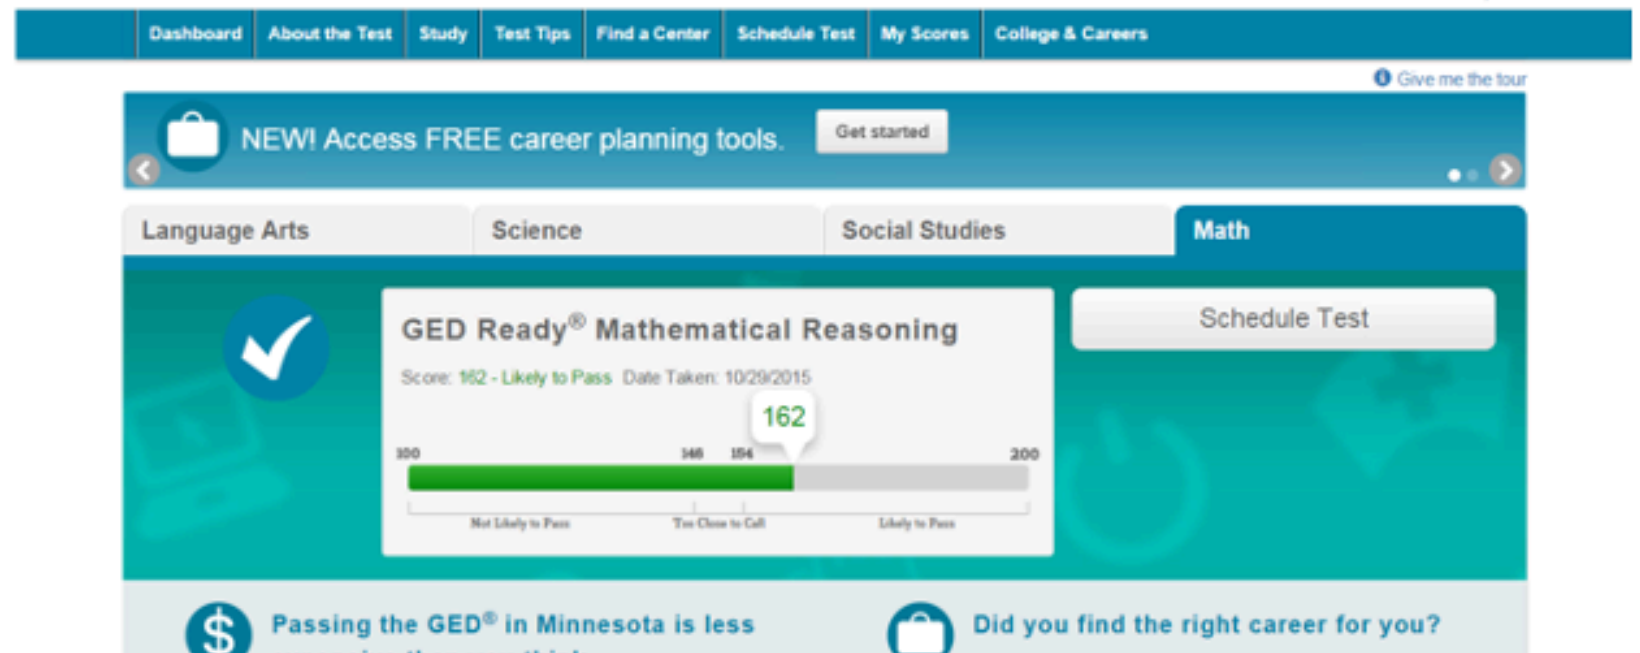 Dashboard About the Test Study Test Tips Find a Center Schedule Test My Scores College & Careers
Give me the tour
NEW! Access FREE career planning tools. Get started
Language Arts Science Social Studies Math
GED Ready® Mathematical Reasoning
Schedule Test
Score: 162 - Likely to Pass Date Taken: 10/29/2015
162
100 146 154 200
Not Likely to Pass Too Close to Call Likely to Pass
Passing the GED® in Minnesota is less
Did you find the right career for you?